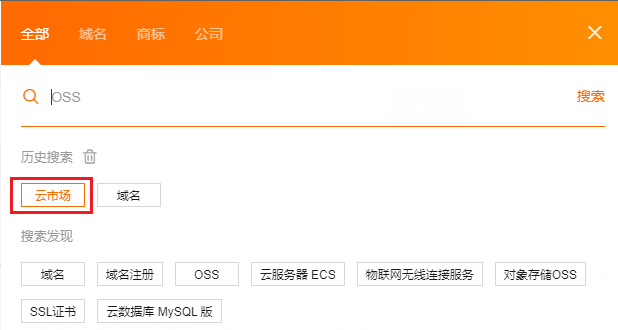 全部 域名 商标 公司
OSS 搜索
历史搜索
云市场 域名
搜索发现
域名 域名注册 OSS 云服务器 ECS 物联网无线连接服务 对象存储OSS
SSL证书 云数据库 MySQL 版